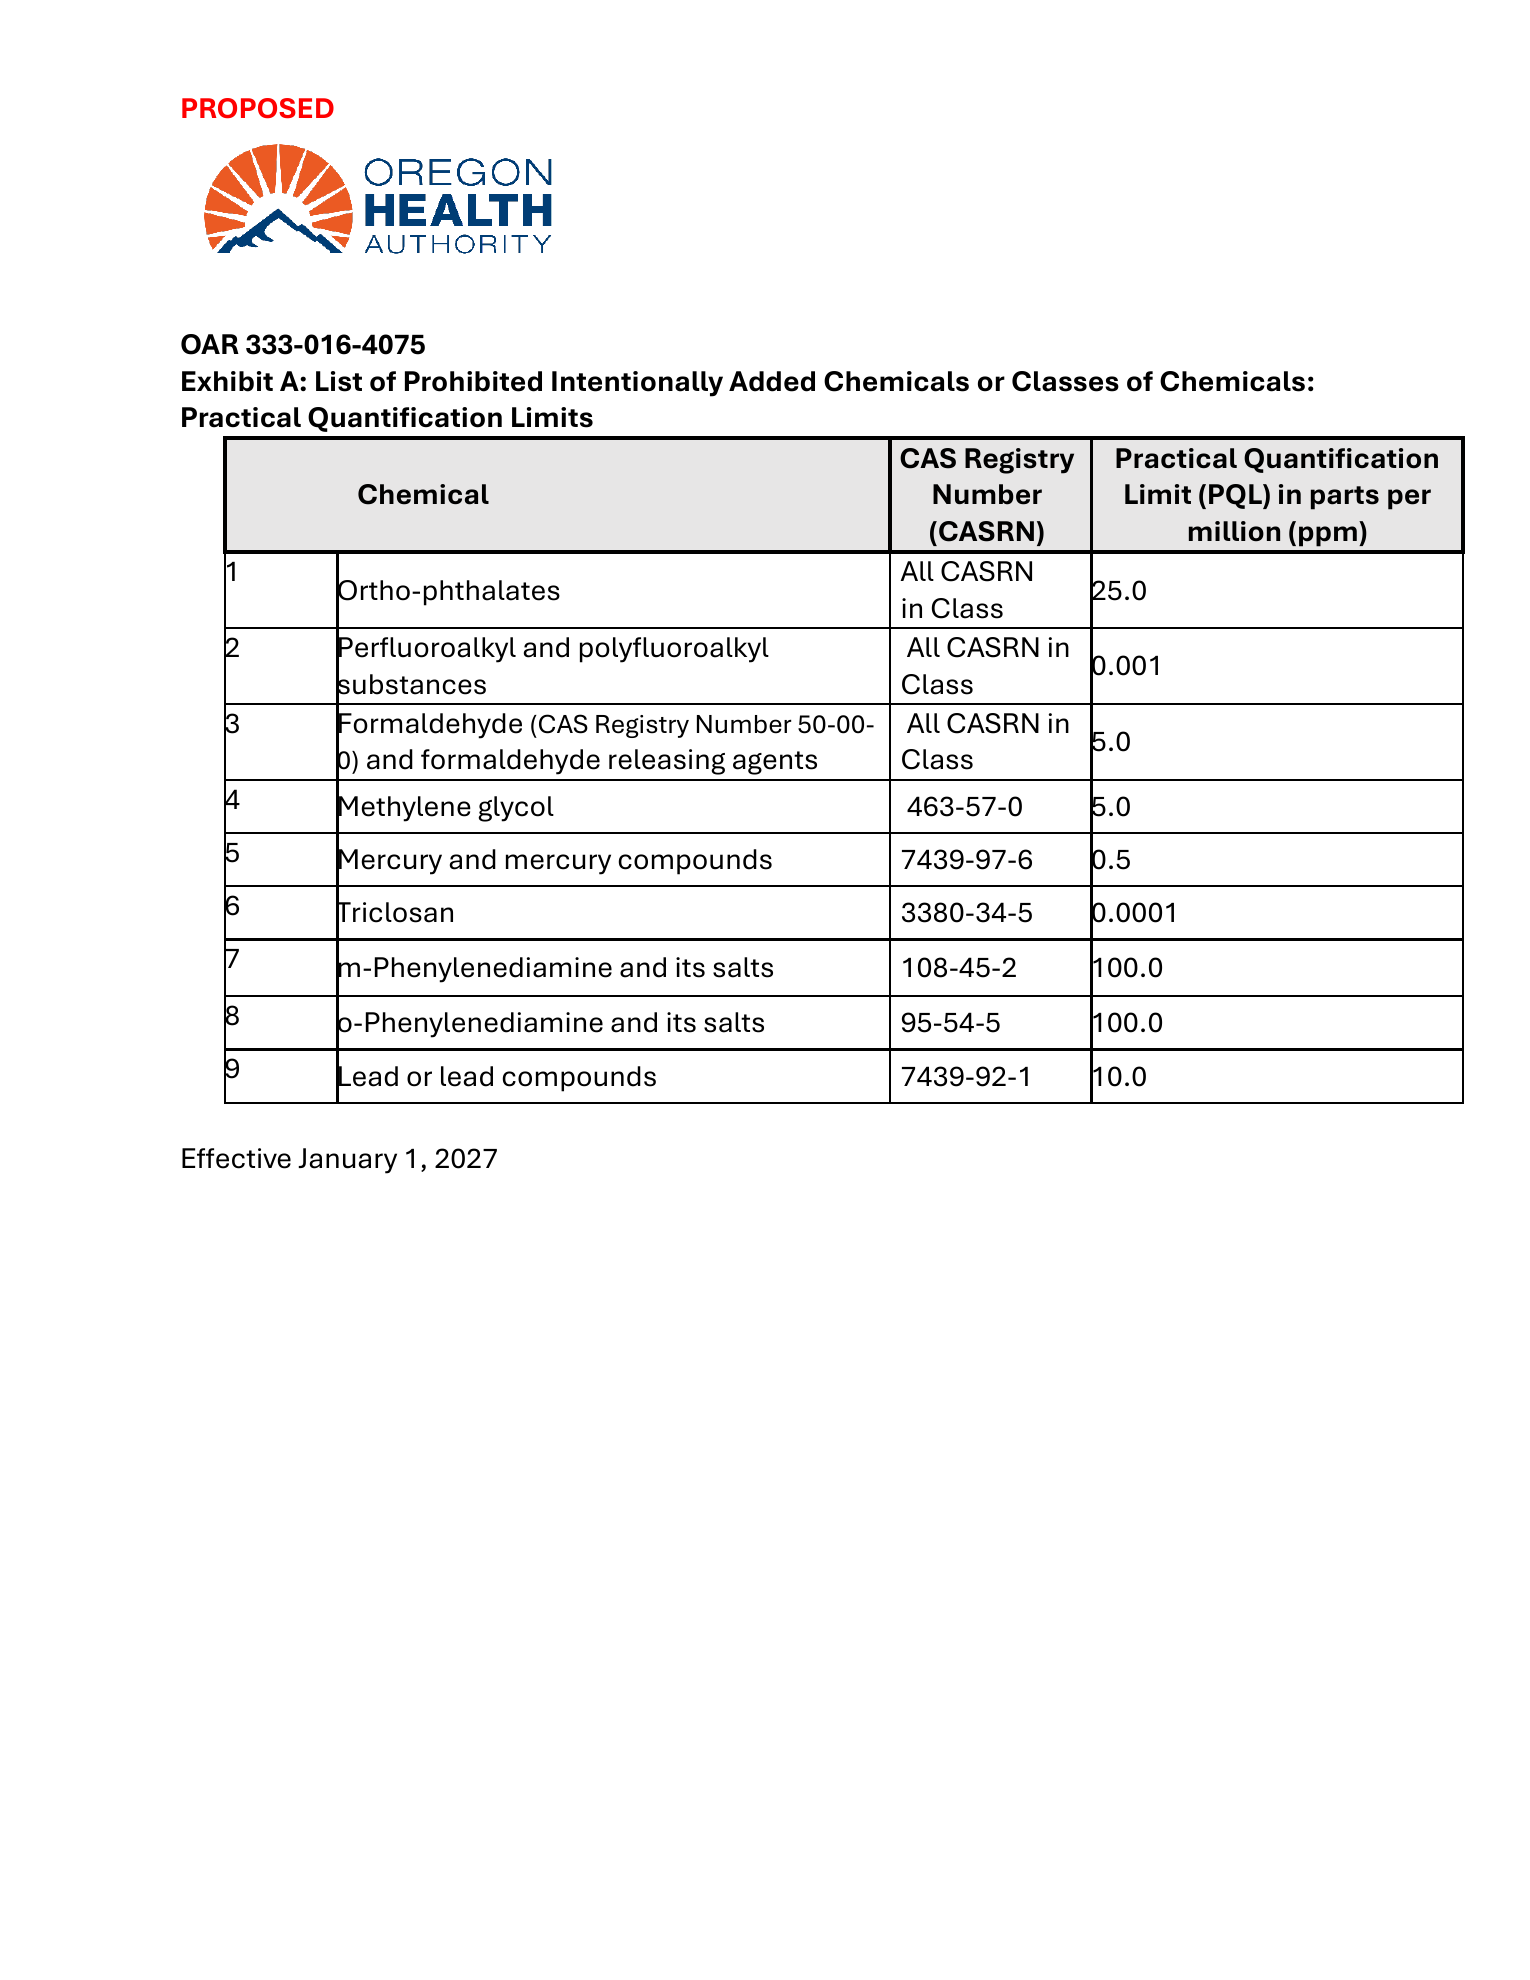 PROPOSED
OREGON
HEALTH
AUTHORITY
OAR 333-016-4075
Exhibit A: List of Prohibited Intentionally Added Chemicals or Classes of Chemicals:
Practical Quantification Limits
Chemical
CAS Registry
Number
(CASRN)
Practical Quantification
Limit (PQL) in parts per
million (ppm)
1
Ortho-phthalates
All CASRN
in Class
25.0
2
Perfluoroalkyl and polyfluoroalkyl
substances
All CASRN in
Class
0.001
3
Formaldehyde (CAS Registry Number 50-00-
0) and formaldehyde releasing agents
All CASRN in
Class
5.0
4
Methylene glycol
463-57-0
5.0
5
Mercury and mercury compounds
7439-97-6
0.5
6
Triclosan
3380-34-5
0.0001
7
m-Phenylenediamine and its salts
108-45-2
100.0
8
o-Phenylenediamine and its salts
95-54-5
100.0
9
Lead or lead compounds
7439-92-1
10.0
Effective January 1, 2027